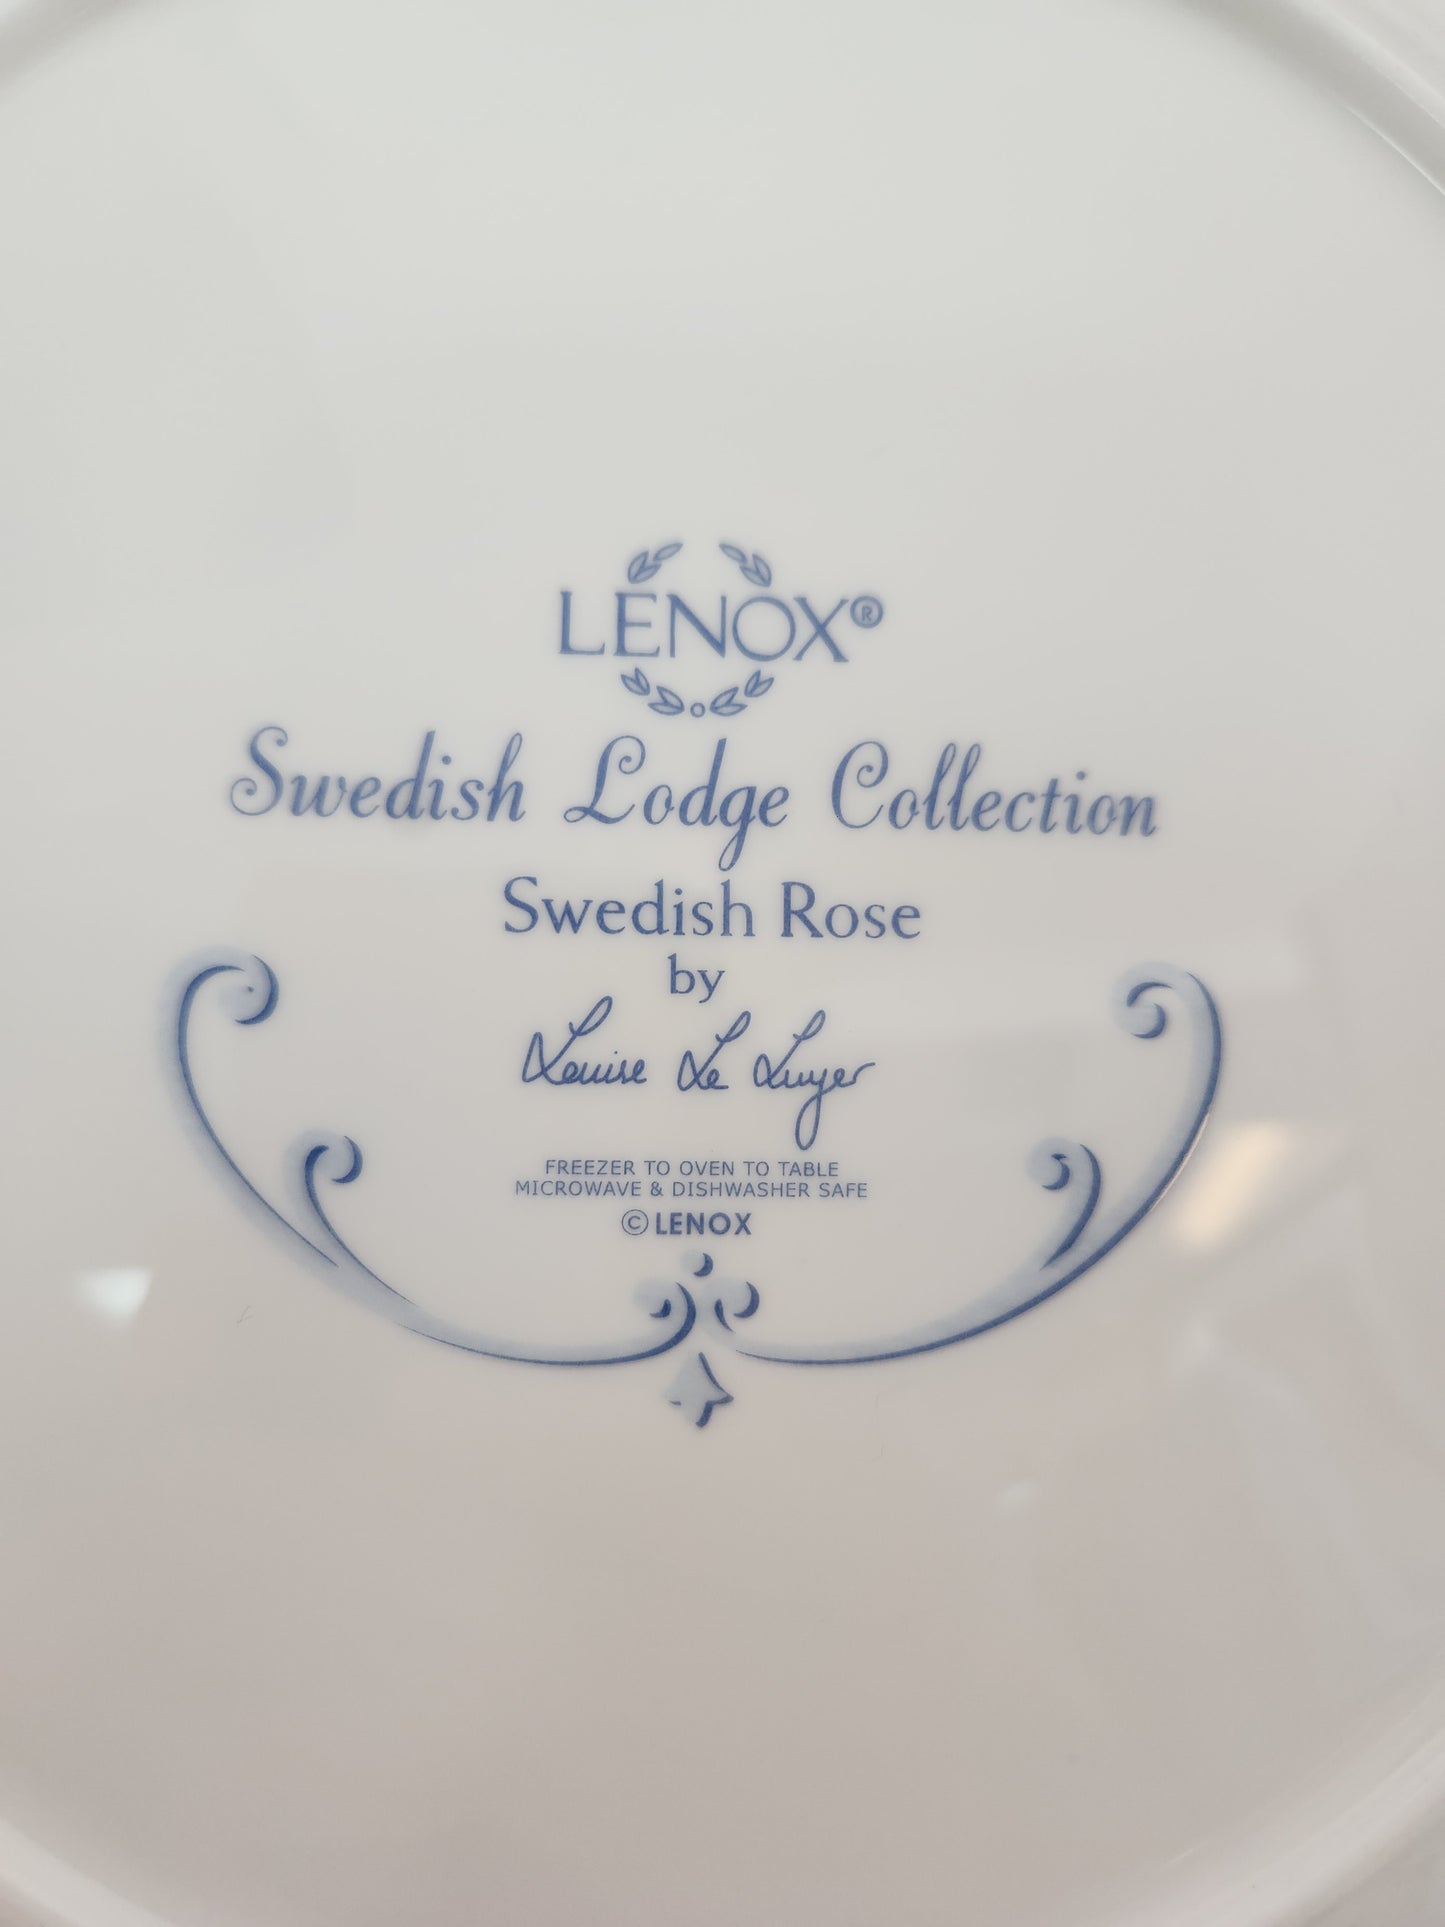 LENOX®
Swedish Lodge Collection
Swedish Rose
by
Louise Le Luyer
FREEZER TO OVEN TO TABLE
MICROWAVE & DISHWASHER SAFE
© LENOX